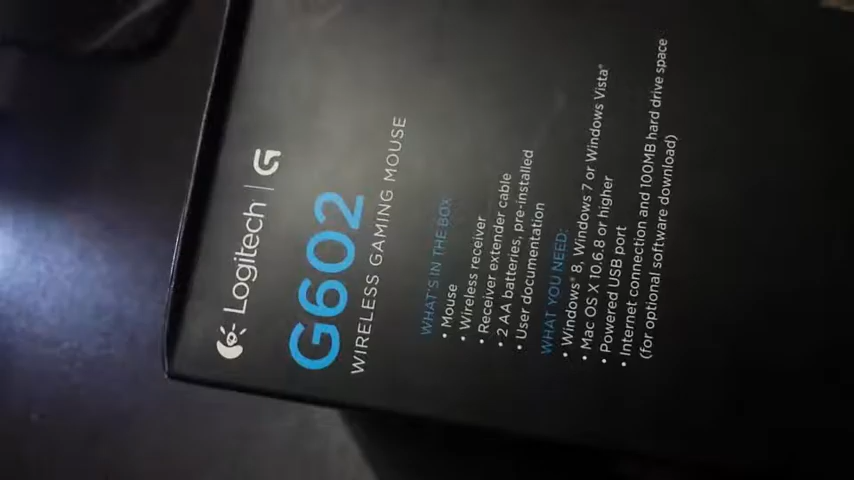 Logitech | G
G602
WIRELESS GAMING MOUSE
WHAT'S IN THE BOX
• Mouse
• Wireless receiver
• Receiver extender cable
• 2 AA batteries, pre-installed
• User documentation
WHAT YOU NEED:
• Windows® 8, Windows 7 or Windows Vista®
• Mac OS X 10.6.8 or higher
• Powered USB port
• Internet connection and 100MB hard drive space
(for optional software download)